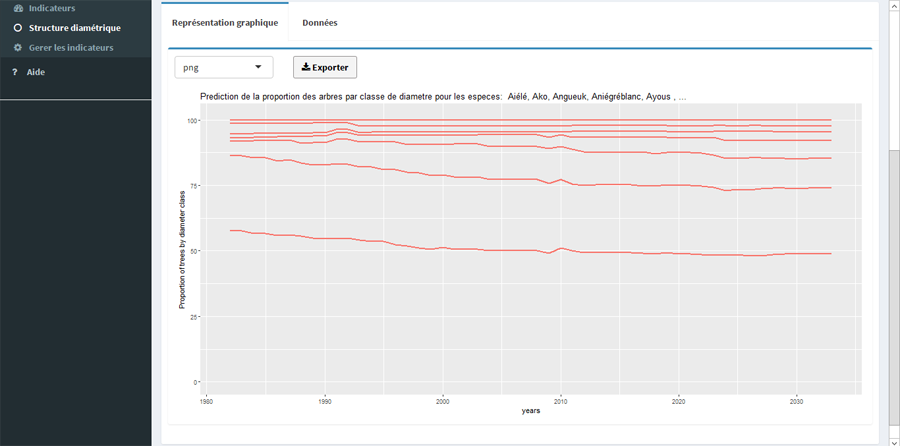 Indicateurs
Structure diamétrique
Gerer les indicateurs
? Aide
Représentation graphique
Données
png
Exporter
Prediction de la proportion des arbres par classe de diametre pour les especes: Aiélé, Ako, Angueuk, Aniégréblanc, Ayous , ...
Proportion of trees by diameter class
100
75
50
25
0
1980
1990
2000
2010
2020
2030
years